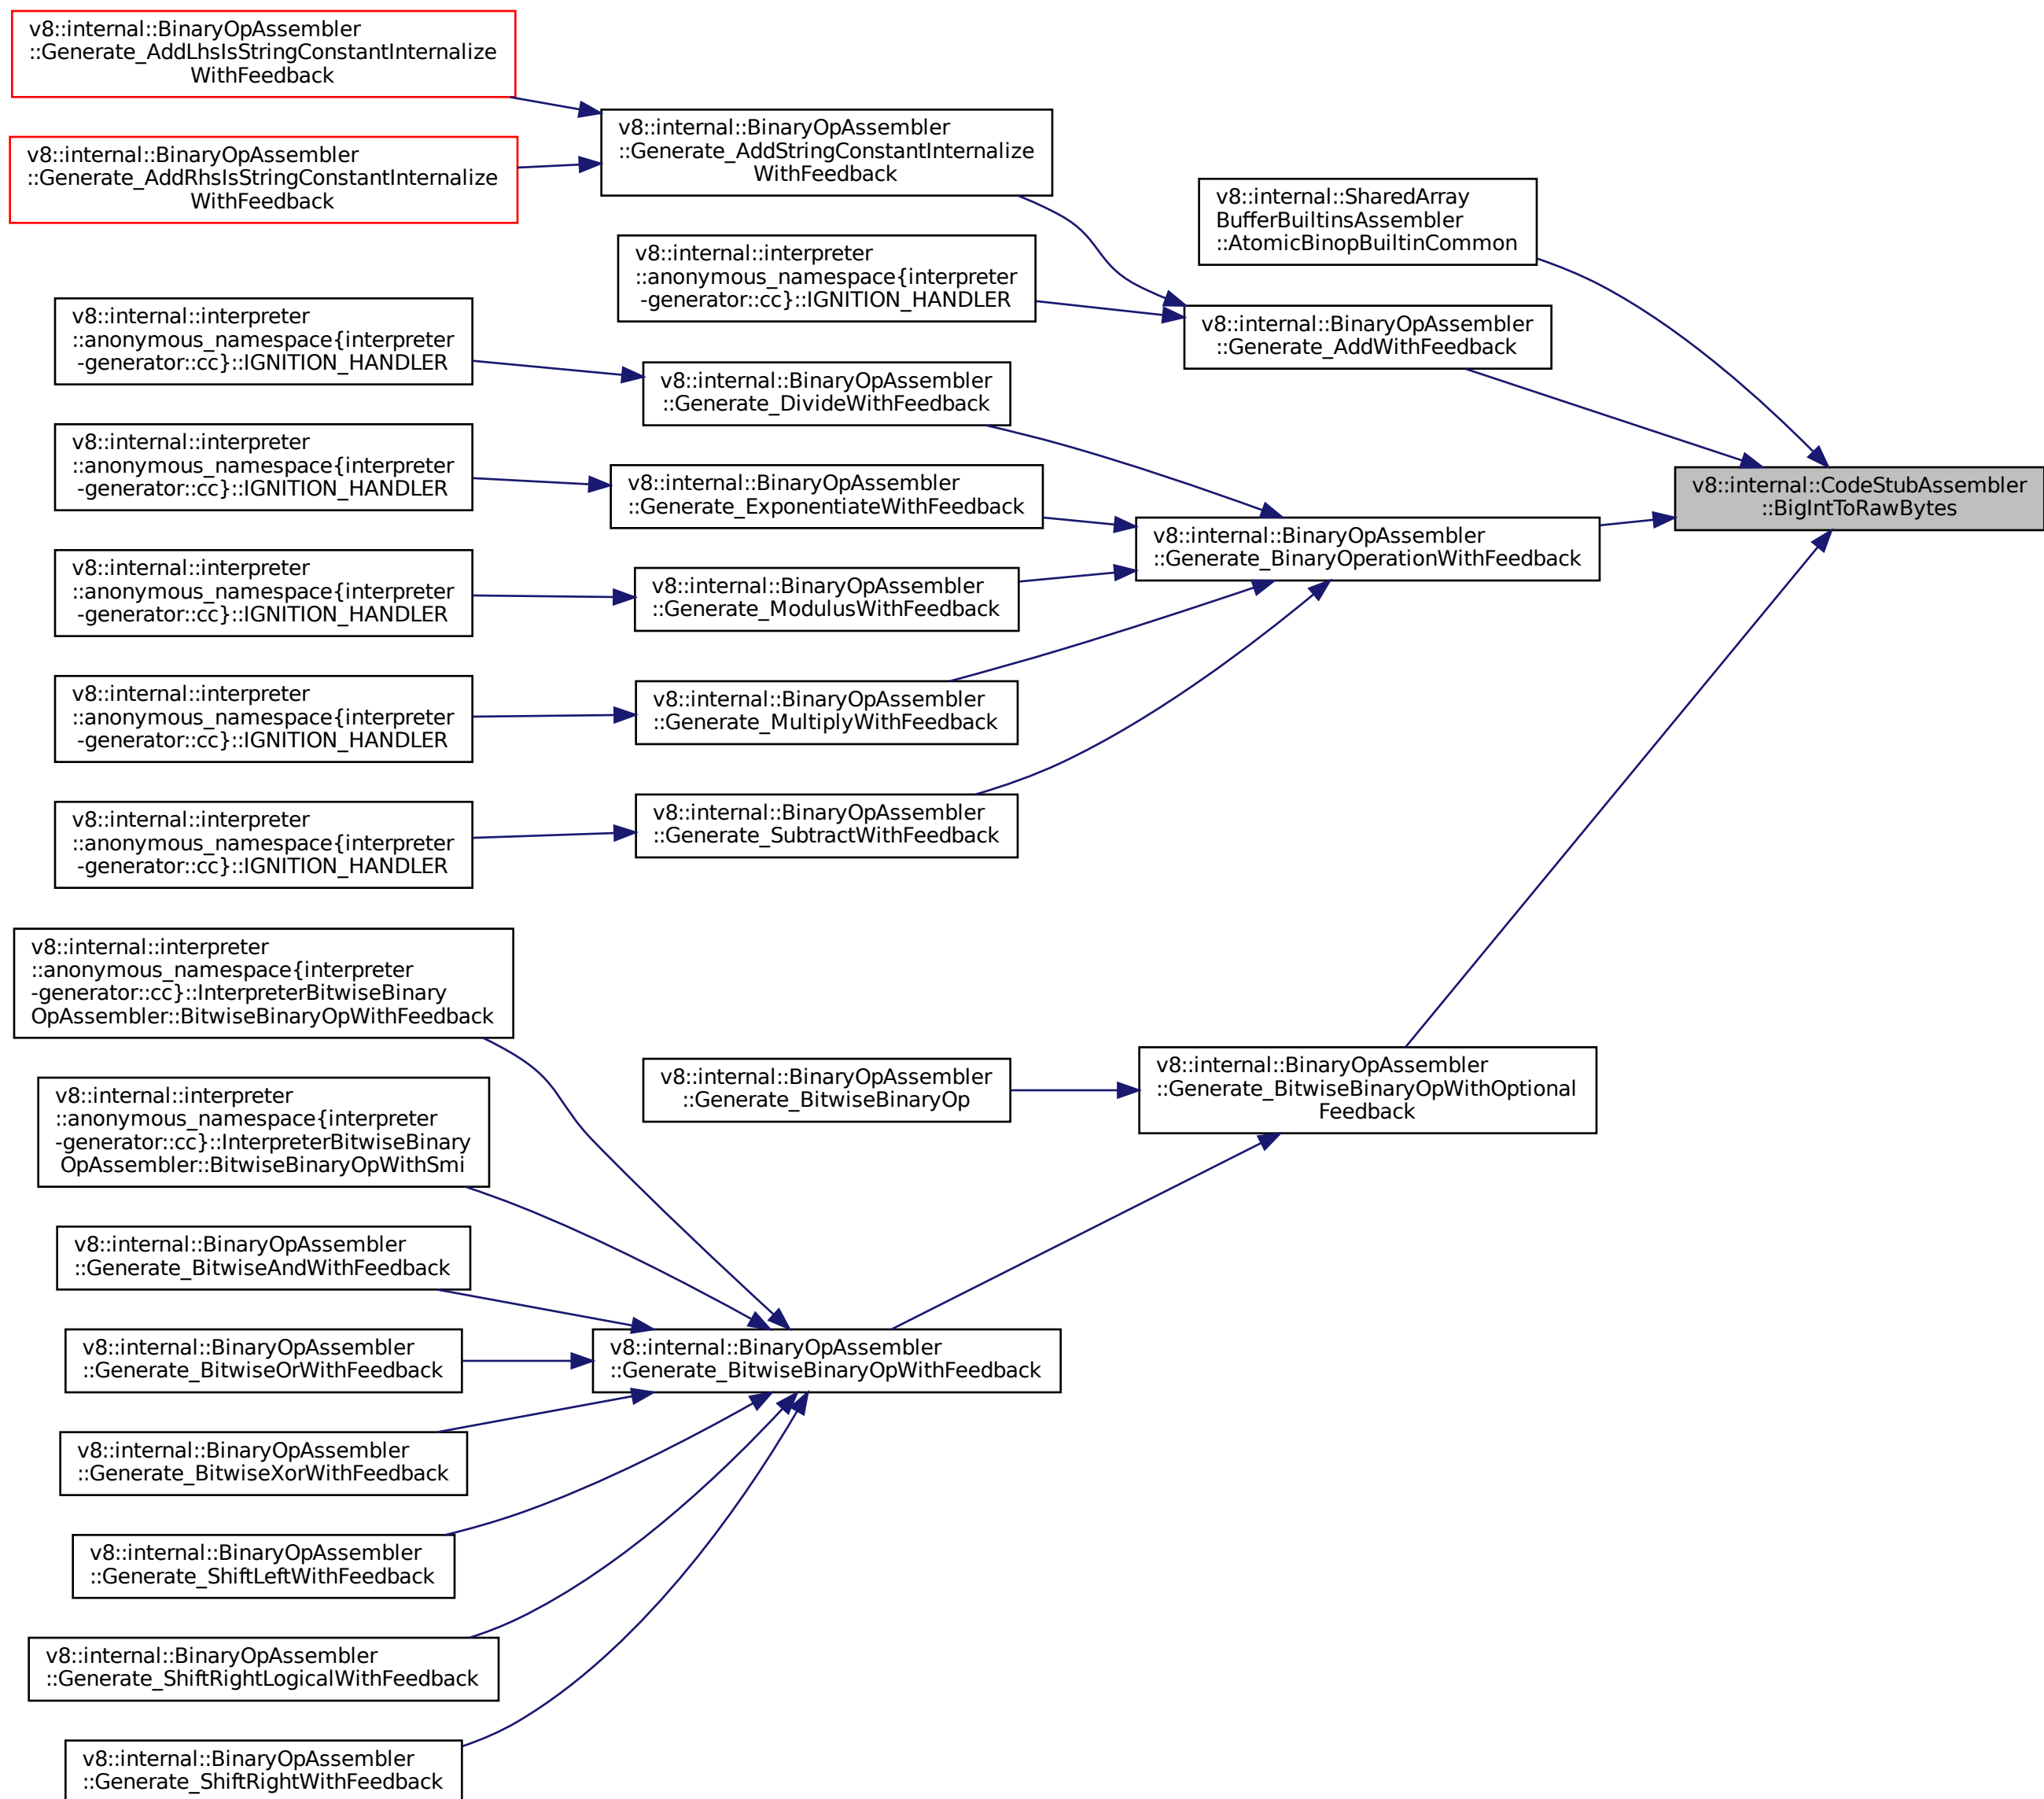 v8::internal::BinaryOpAssembler
::Generate_AddLhsIsStringConstantInternalize
WithFeedback
v8::internal::BinaryOpAssembler
::Generate_AddRhsIsStringConstantInternalize
WithFeedback
v8::internal::BinaryOpAssembler
::Generate_AddStringConstantInternalize
WithFeedback
v8::internal::interpreter
::anonymous_namespace{interpreter
-generator::cc}::IGNITION_HANDLER
v8::internal::SharedArray
BufferBuiltinsAssembler
::AtomicBinopBuiltinCommon
v8::internal::BinaryOpAssembler
::Generate_AddWithFeedback
v8::internal::CodeStubAssembler
::BigIntToRawBytes
v8::internal::interpreter
::anonymous_namespace{interpreter
-generator::cc}::IGNITION_HANDLER
v8::internal::BinaryOpAssembler
::Generate_DivideWithFeedback
v8::internal::interpreter
::anonymous_namespace{interpreter
-generator::cc}::IGNITION_HANDLER
v8::internal::BinaryOpAssembler
::Generate_ExponentiateWithFeedback
v8::internal::BinaryOpAssembler
::Generate_BinaryOperationWithFeedback
v8::internal::interpreter
::anonymous_namespace{interpreter
-generator::cc}::IGNITION_HANDLER
v8::internal::BinaryOpAssembler
::Generate_ModulusWithFeedback
v8::internal::interpreter
::anonymous_namespace{interpreter
-generator::cc}::IGNITION_HANDLER
v8::internal::BinaryOpAssembler
::Generate_MultiplyWithFeedback
v8::internal::interpreter
::anonymous_namespace{interpreter
-generator::cc}::IGNITION_HANDLER
v8::internal::BinaryOpAssembler
::Generate_SubtractWithFeedback
v8::internal::interpreter
::anonymous_namespace{interpreter
-generator::cc}::InterpreterBitwiseBinary
OpAssembler::BitwiseBinaryOpWithFeedback
v8::internal::interpreter
::anonymous_namespace{interpreter
-generator::cc}::InterpreterBitwiseBinary
OpAssembler::BitwiseBinaryOpWithSmi
v8::internal::BinaryOpAssembler
::Generate_BitwiseBinaryOp
v8::internal::BinaryOpAssembler
::Generate_BitwiseBinaryOpWithOptional
Feedback
v8::internal::BinaryOpAssembler
::Generate_BitwiseAndWithFeedback
v8::internal::BinaryOpAssembler
::Generate_BitwiseOrWithFeedback
v8::internal::BinaryOpAssembler
::Generate_BitwiseBinaryOpWithFeedback
v8::internal::BinaryOpAssembler
::Generate_BitwiseXorWithFeedback
v8::internal::BinaryOpAssembler
::Generate_ShiftLeftWithFeedback
v8::internal::BinaryOpAssembler
::Generate_ShiftRightLogicalWithFeedback
v8::internal::BinaryOpAssembler
::Generate_ShiftRightWithFeedback